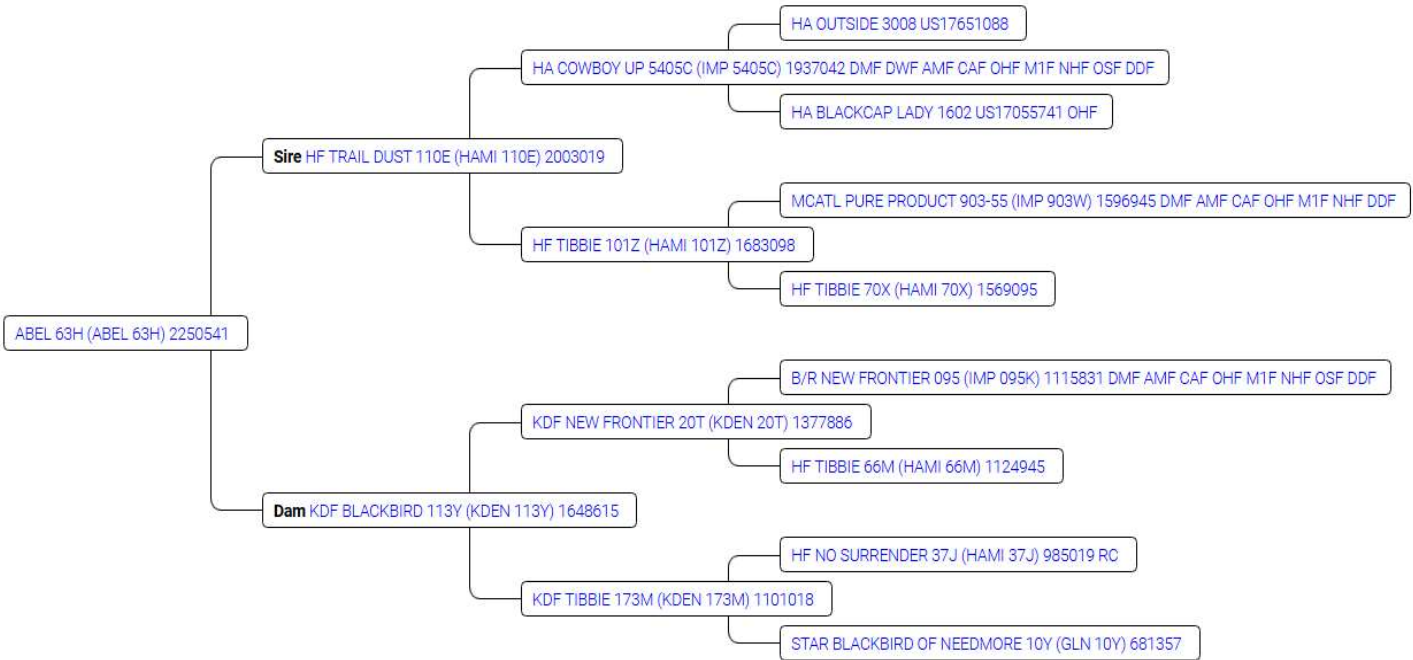 HA OUTSIDE 3008 US17651088
HA COWBOY UP 5405C (IMP 5405C) 1937042 DMF DWF AMF CAF OHF M1F NHF OSF DDF
HA BLACKCAP LADY 1602 US17055741 OHF
Sire HF TRAIL DUST 110E (HAMI 110E) 2003019
MCATL PURE PRODUCT 903-55 (IMP 903W) 1596945 DMF AMF CAF OHF M1F NHF DDF
HF TIBBIE 101Z (HAMI 101Z) 1683098
HF TIBBIE 70X (HAMI 70X) 1569095
ABEL 63H (ABEL 63H) 2250541
B/R NEW FRONTIER 095 (IMP 095K) 1115831 DMF AMF CAF OHF M1F NHF OSF DDF
KDF NEW FRONTIER 20T (KDEN 20T) 1377886
HF TIBBIE 66M (HAMI 66M) 1124945
Dam KDF BLACKBIRD 113Y (KDEN 113Y) 1648615
HF NO SURRENDER 37J (HAMI 37J) 985019 RC
KDF TIBBIE 173M (KDEN 173M) 1101018
STAR BLACKBIRD OF NEEDMORE 10Y (GLN 10Y) 681357